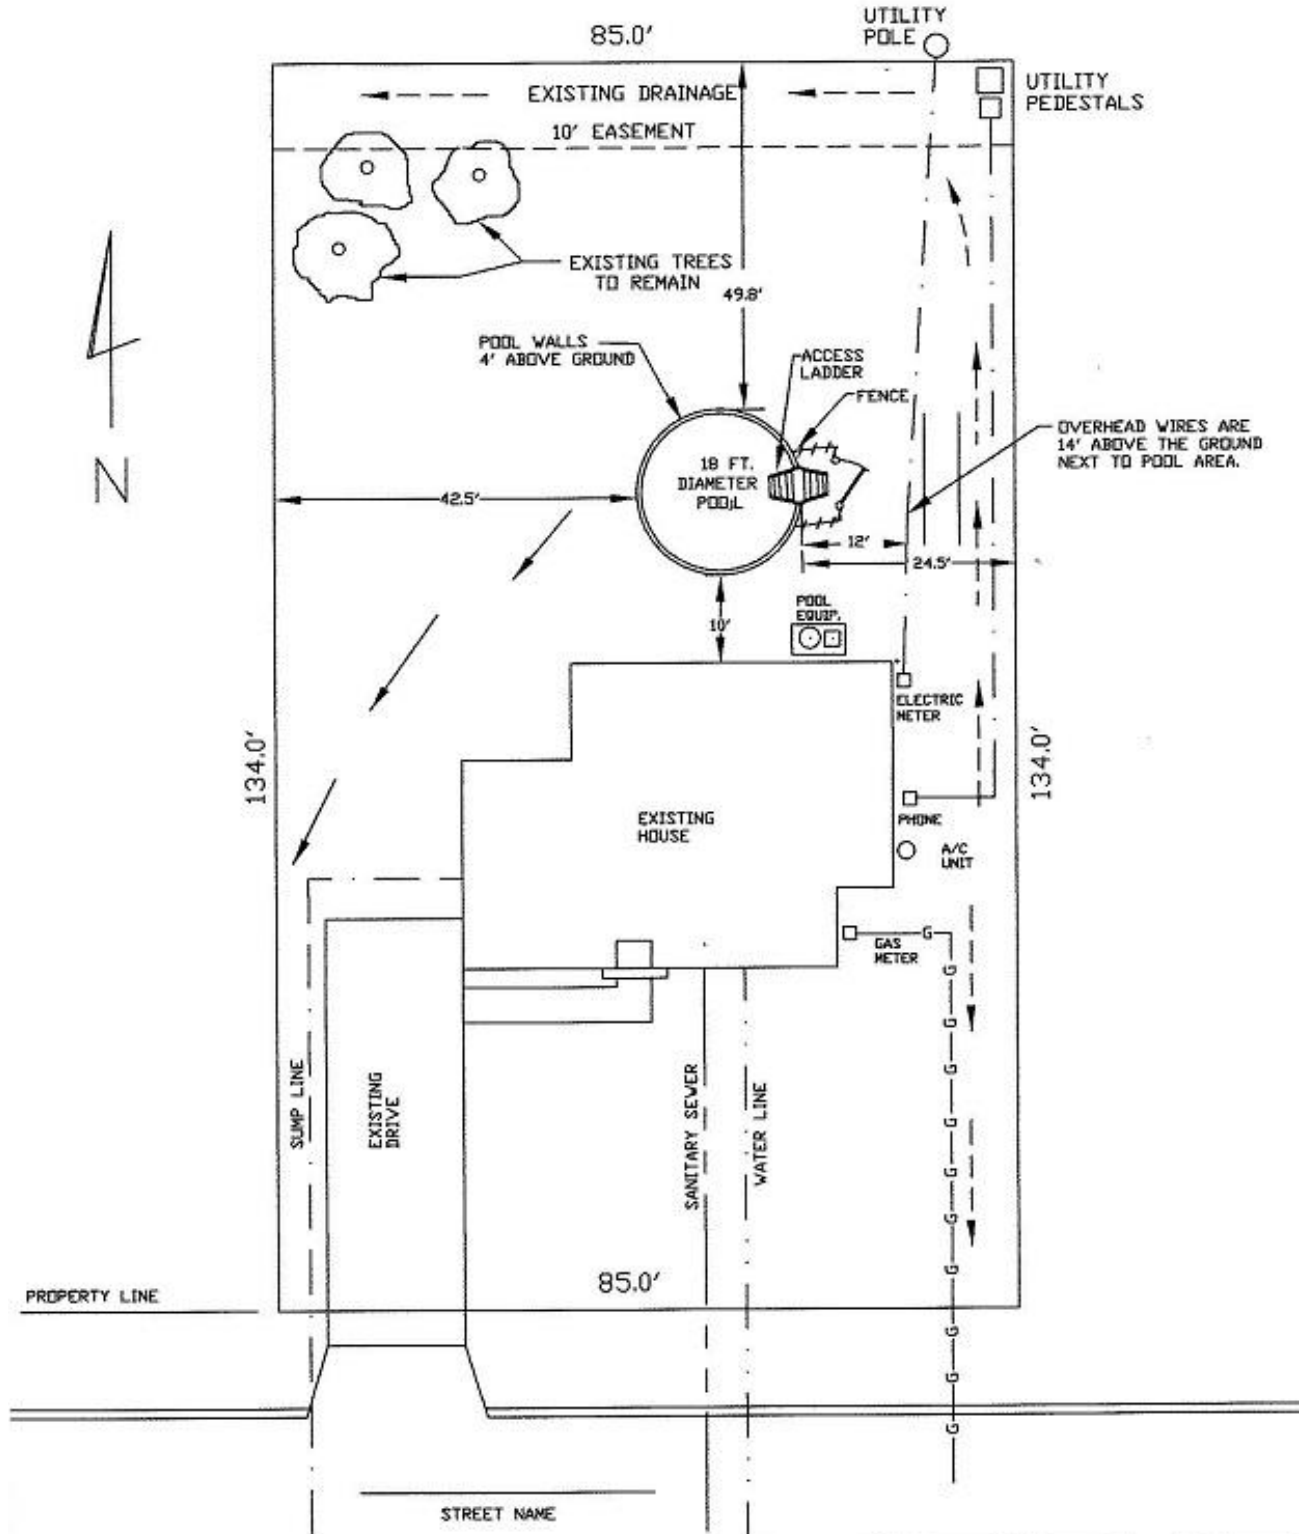 85.0'
UTILITY
POLE
UTILITY
PEDESTALS
EXISTING DRAINAGE
10' EASEMENT
EXISTING TREES
TO REMAIN
49.8'
POOL WALLS
4' ABOVE GROUND
ACCESS
LADDER
FENCE
OVERHEAD WIRES ARE
14' ABOVE THE GROUND
NEXT TO POOL AREA.
N
18 FT.
DIAMETER
POOL
42.5'
12'
24.5'
POOL
EQUIP.
10'
ELECTRIC
METER
134.0'
134.0'
EXISTING
HOUSE
PHONE
A/C
UNIT
GAS
METER
G
G
G
G
G
G
G
G
G
G
G
G
SUMP LINE
EXISTING
DRIVE
SANITARY SEWER
WATER LINE
85.0'
PROPERTY LINE
STREET NAME